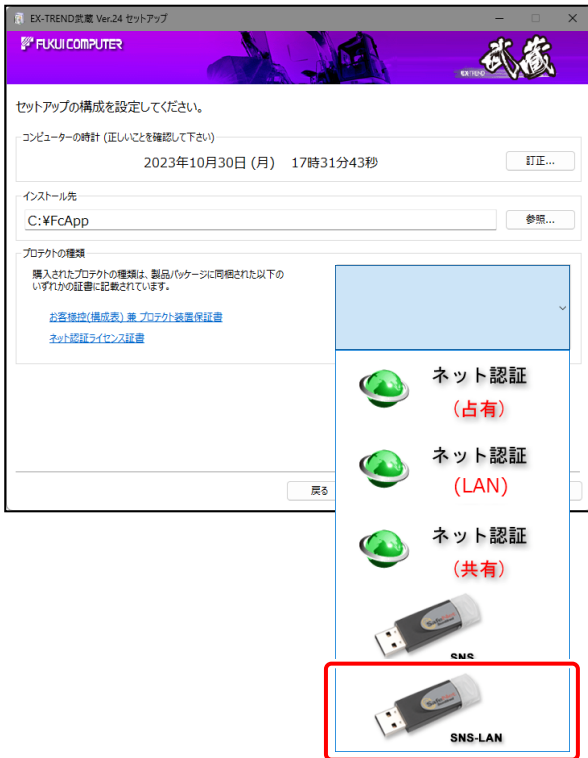 EX-TREND武蔵 Ver.24 セットアップ
FUKUI COMPUTER
EX-TREND 武蔵
セットアップの構成を設定してください。
コンピューターの時計 (正しいことを確認して下さい)
2023年10月30日 (月) 17時31分43秒
訂正...
インストール先
C:¥FcApp
参照...
プロテクトの種類
購入されたプロテクトの種類は、製品パッケージに同梱された以下の
いずれかの証書に記載されています。
お客様控(構成表) 兼 プロテクト装置保証書
ネット認証ライセンス証書
ネット認証
(占有)
ネット認証
(LAN)
ネット認証
(共有)
戻る
SNS
SNS-LAN